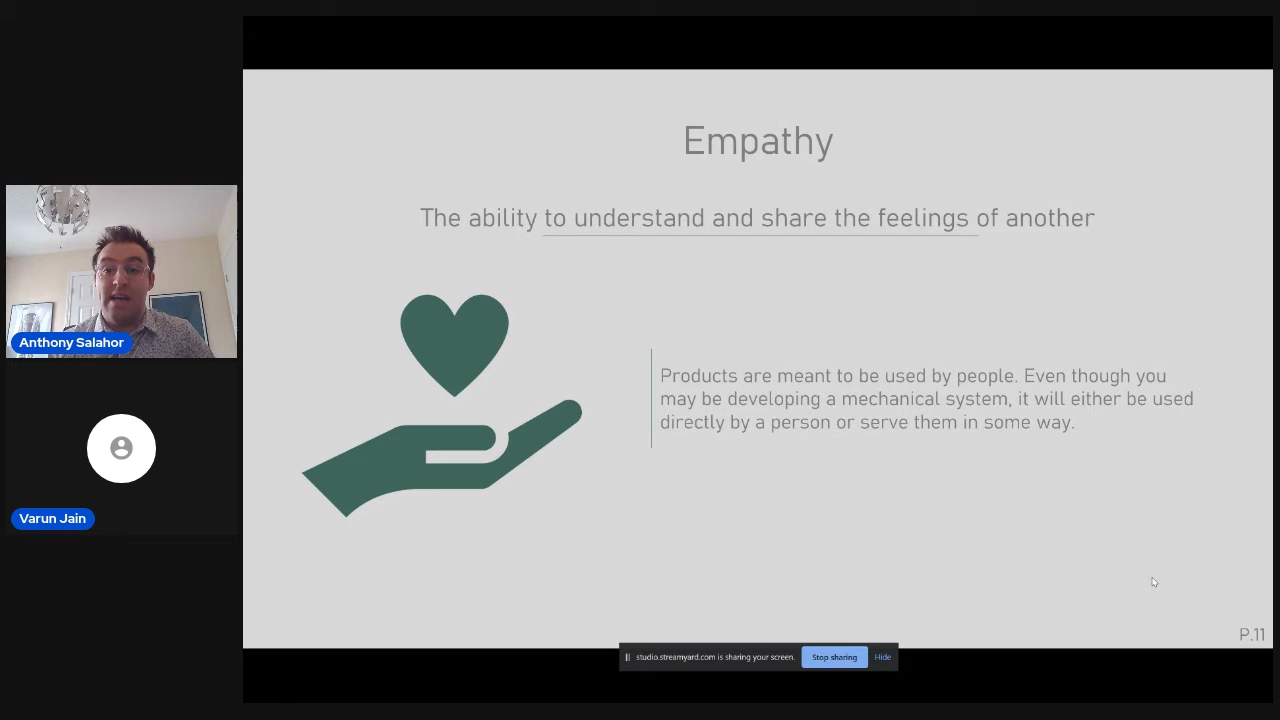 Empathy
The ability to understand and share the feelings of another
Products are meant to be used by people. Even though you
may be developing a mechanical system, it will either be used
directly by a person or serve them in some way.
Anthony Salahor
Varun Jain
P.11
studio.streamyard.com is sharing your screen. Stop sharing Hide